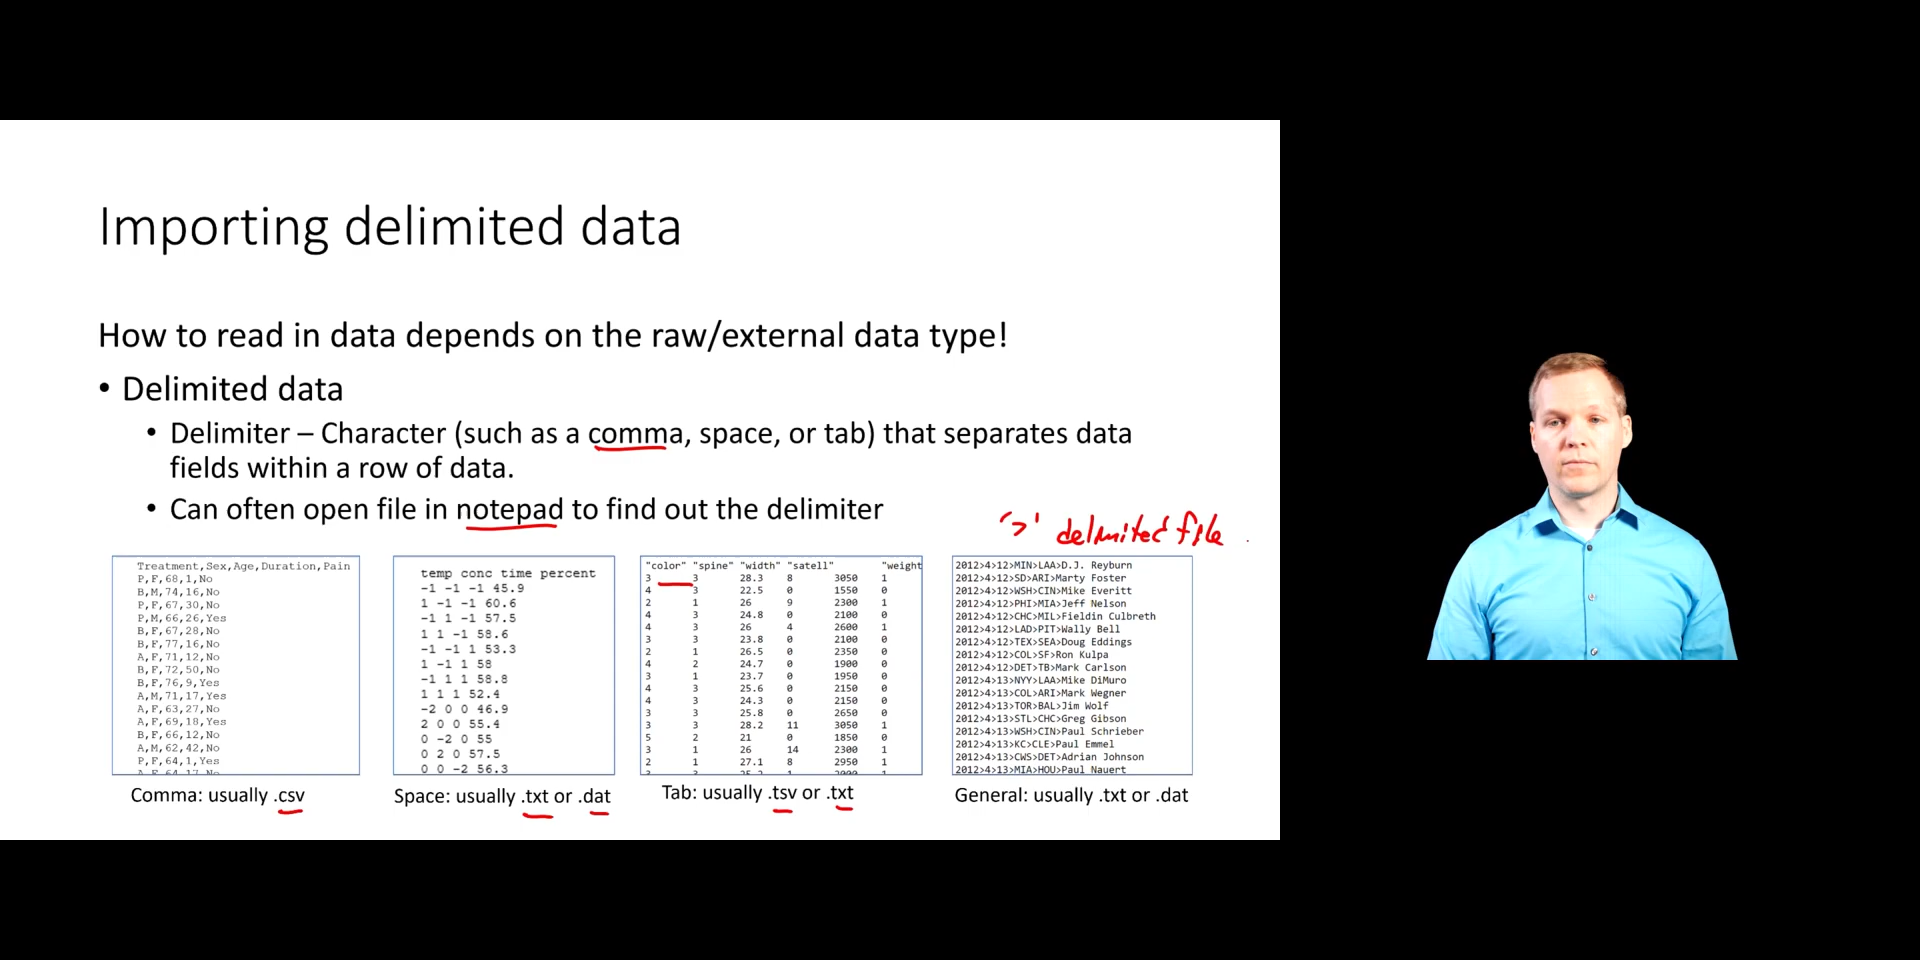 Importing delimited data
How to read in data depends on the raw/external data type!
• Delimited data
• Delimiter – Character (such as a comma, space, or tab) that separates data
fields within a row of data.
• Can often open file in notepad to find out the delimiter
'>' delimited file
Treatment,Sex,Age,Duration,Pain
P,F,68,1,No
B,M,74,16,No
P,F,67,30,No
P,M,66,26,Yes
B,F,67,28,No
B,F,77,16,No
A,F,71,12,No
B,F,72,50,No
B,F,76,9,Yes
A,M,71,17,Yes
A,F,63,27,No
A,F,69,18,Yes
B,F,66,12,No
A,M,62,42,No
P,F,64,1,Yes
A,F,64,17,No
Comma: usually .csv
temp conc time percent
-1 -1 -1 45.9
1 -1 -1 60.6
-1 1 -1 57.5
1 1 -1 58.6
-1 -1 1 53.3
1 -1 1 58
-1 1 1 58.8
1 1 1 52.4
-2 0 0 46.9
2 0 0 55.4
0 -2 0 55
0 2 0 57.5
0 0 -2 56.3
Space: usually .txt or .dat
"color" "spine" "width" "satell" "weight
3 3 28.3 8 3050 1
4 3 22.5 0 1550 0
2 1 26 9 2300 1
4 3 24.8 0 2100 0
4 3 26 4 2600 1
3 3 23.8 0 2100 0
2 1 26.5 0 2350 0
4 2 24.7 0 1900 0
3 1 23.7 0 1950 0
4 3 25.6 0 2150 0
4 3 24.3 0 2150 0
3 3 25.8 0 2650 0
3 3 28.2 11 3050 1
5 2 21 0 1850 0
3 1 26 14 2300 1
2 1 27.1 8 2950 1
Tab: usually .tsv or .txt
2012>4>12>MIN>LAA>D.J. Reyburn
2012>4>12>SD>ARI>Marty Foster
2012>4>12>WSH>CIN>Mike Everitt
2012>4>12>PHI>MIA>Jeff Nelson
2012>4>12>CHC>MIL>Fieldin Culbreth
2012>4>12>LAD>PIT>Wally Bell
2012>4>12>TEX>SEA>Doug Eddings
2012>4>12>COL>SF>Ron Kulpa
2012>4>12>DET>TB>Mark Carlson
2012>4>13>NYY>LAA>Mike DiMuro
2012>4>13>COL>ARI>Mark Wegner
2012>4>13>TOR>BAL>Jim Wolf
2012>4>13>STL>CHC>Greg Gibson
2012>4>13>WSH>CIN>Paul Schrieber
2012>4>13>KC>CLE>Paul Emmel
2012>4>13>CWS>DET>Adrian Johnson
2012>4>13>MIA>HOU>Paul Nauert
General: usually .txt or .dat